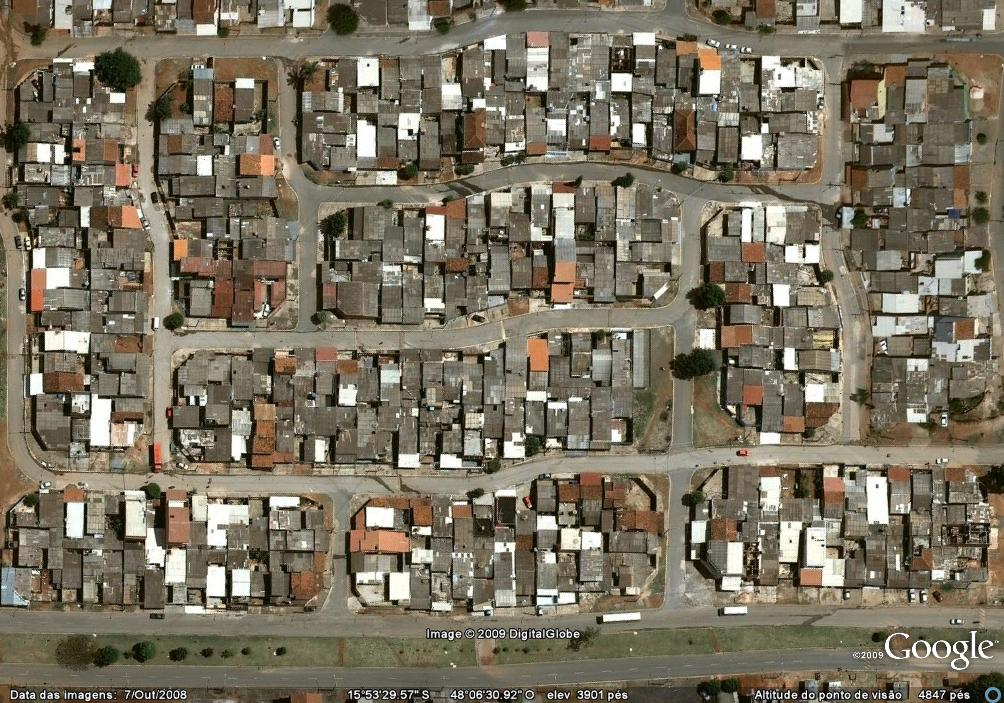 Image © 2009 DigitalGlobe
©2009 Google™
Data das imagens: 7/Out/2008 15°53'29.57" S 48°06'30.92" O elev 3901 pés Altitude do ponto de visão 4847 pés